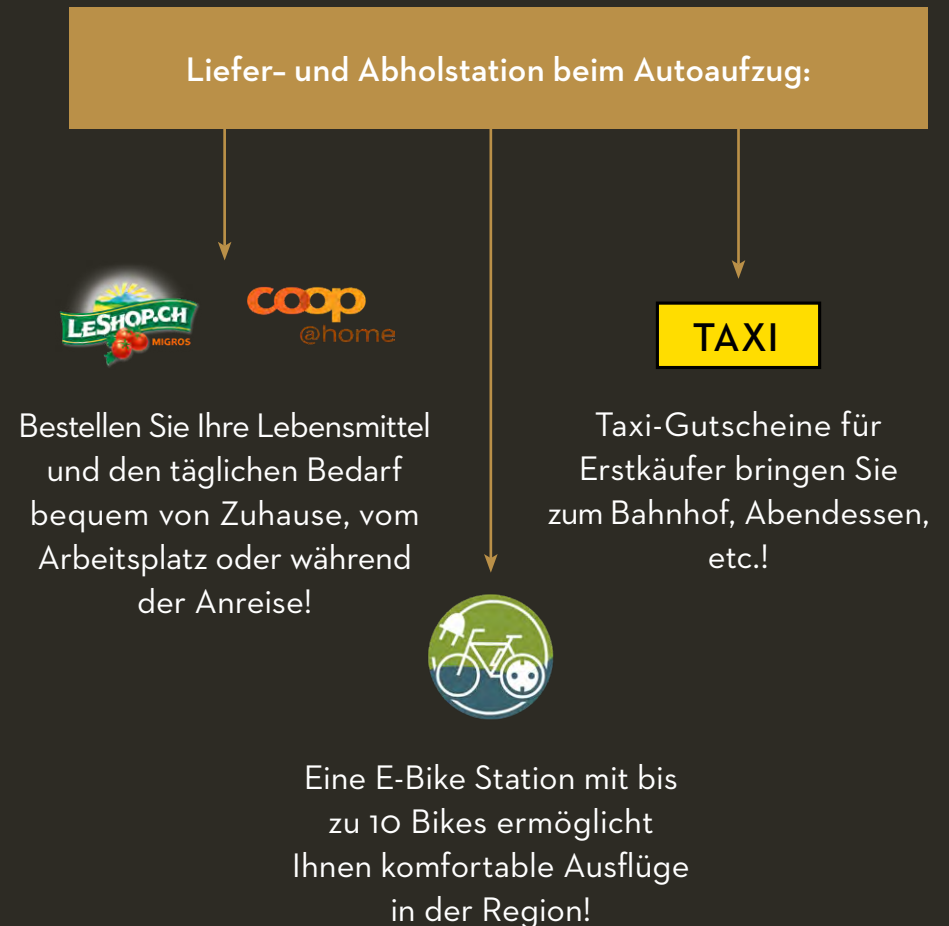 Liefer- und Abholstation beim Autoaufzug:
LESHOP.CH
MIGROS
coop
@home
Bestellen Sie Ihre Lebensmittel
und den täglichen Bedarf
bequem von Zuhause, vom
Arbeitsplatz oder während
der Anreise!
TAXI
Taxi-Gutscheine für
Erstkäufer bringen Sie
zum Bahnhof, Abendessen,
etc.!
Eine E-Bike Station mit bis
zu 10 Bikes ermöglicht
Ihnen komfortable Ausflüge
in der Region!